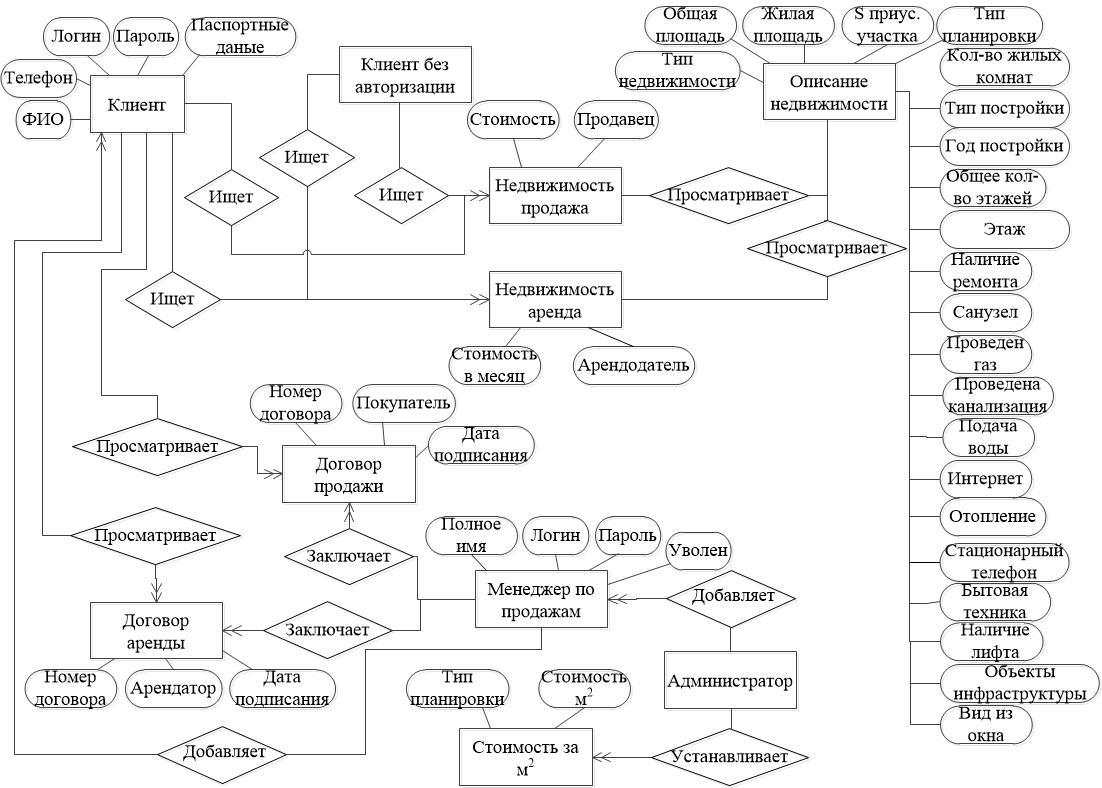 Логин
Пароль
Паспортные
даные
Телефон
ФИО
Клиент
Клиент без
авторизации
Общая
площадь
Жилая
площадь
S приус.
участка
Тип
планировки
Тип
недвижимости
Описание
недвижимости
Кол-во жилых
комнат
Тип постройки
Год постройки
Общее кол-
во этажей
Этаж
Наличие
ремонта
Санузел
Проведен
газ
Проведена
канализация
Подача
воды
Интернет
Отопление
Стационарный
телефон
Бытовая
техника
Наличие
лифта
Объекты
инфраструктуры
Вид из
окна
Стоимость
Продавец
Ищет
Ищет
Ищет
Недвижимость
продажа
Просматривает
Просматривает
Ищет
Недвижимость
аренда
Стоимость
в месяц
Арендодатель
Номер
договора
Покупатель
Дата
подписания
Просматривает
Договор
продажи
Просматривает
Заключает
Полное
имя
Логин
Пароль
Уволен
Менеджер по
продажам
Добавляет
Договор
аренды
Заключает
Номер
договора
Арендатор
Дата
подписания
Тип
планировки
Стоимость
м2
Администратор
Добавляет
Стоимость за
м2
Устанавливает